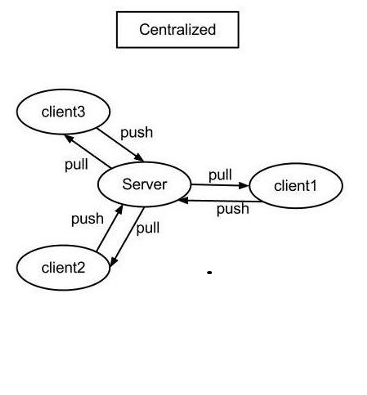 Centralized
client3
push
pull
Server
pull
client1
push
push
pull
client2